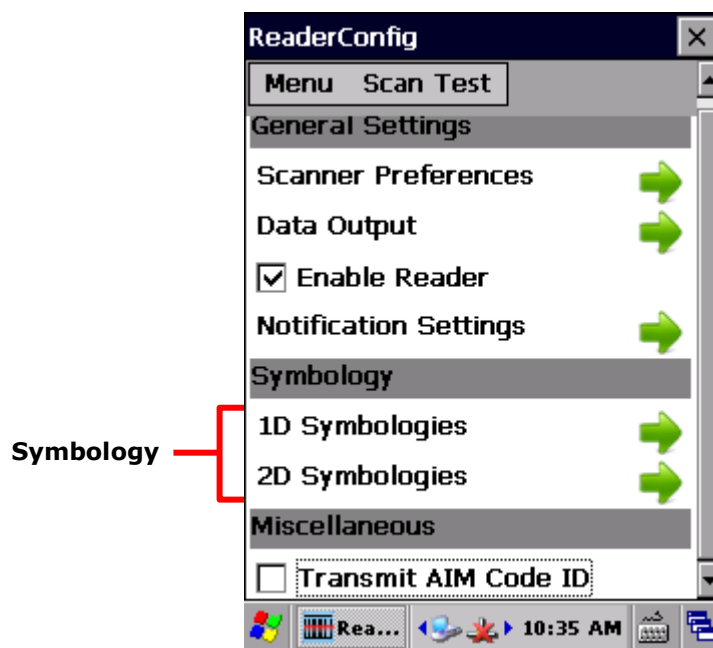 ReaderConfig
Menu Scan Test
General Settings
Scanner Preferences
Data Output
Enable Reader
Notification Settings
Symbology
1D Symbologies
Symbology
2D Symbologies
Miscellaneous
Transmit AIM Code ID
Rea... 10:35 AM